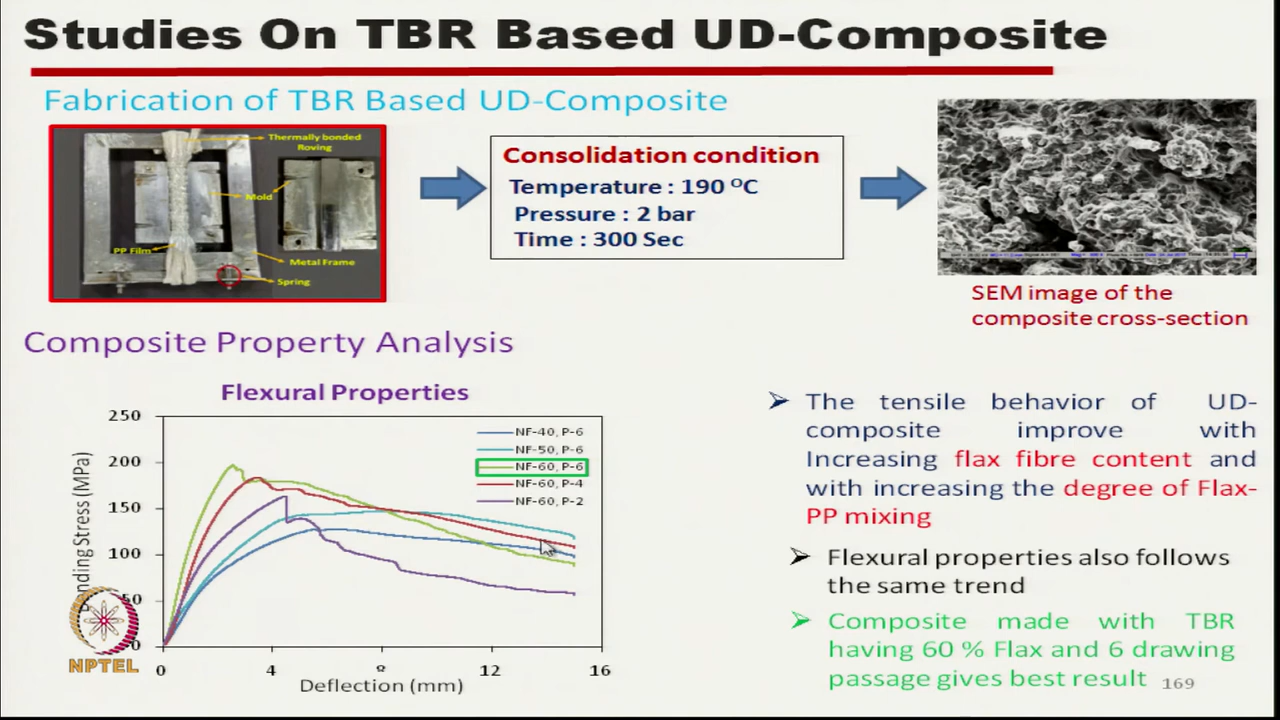 Studies On TBR Based UD-Composite
Fabrication of TBR Based UD-Composite
Thermally bonded
Roving
Mold
PP Film
Metal Frame
Spring
Consolidation condition
Temperature : 190 ᴼC
Pressure : 2 bar
Time : 300 Sec
SEM image of the
composite cross-section
Composite Property Analysis
Flexural Properties
250
200
150
100
50
0
Bending Stress (MPa)
NF-40, P-6
NF-50, P-6
NF-60, P-6
NF-60, P-4
NF-60, P-2
0 4 8 12 16
Deflection (mm)
NPTEL
➢ The tensile behavior of UD-
composite improve with
Increasing flax fibre content and
with increasing the degree of Flax-
PP mixing
➢ Flexural properties also follows
the same trend
➢ Composite made with TBR
having 60 % Flax and 6 drawing
passage gives best result
169